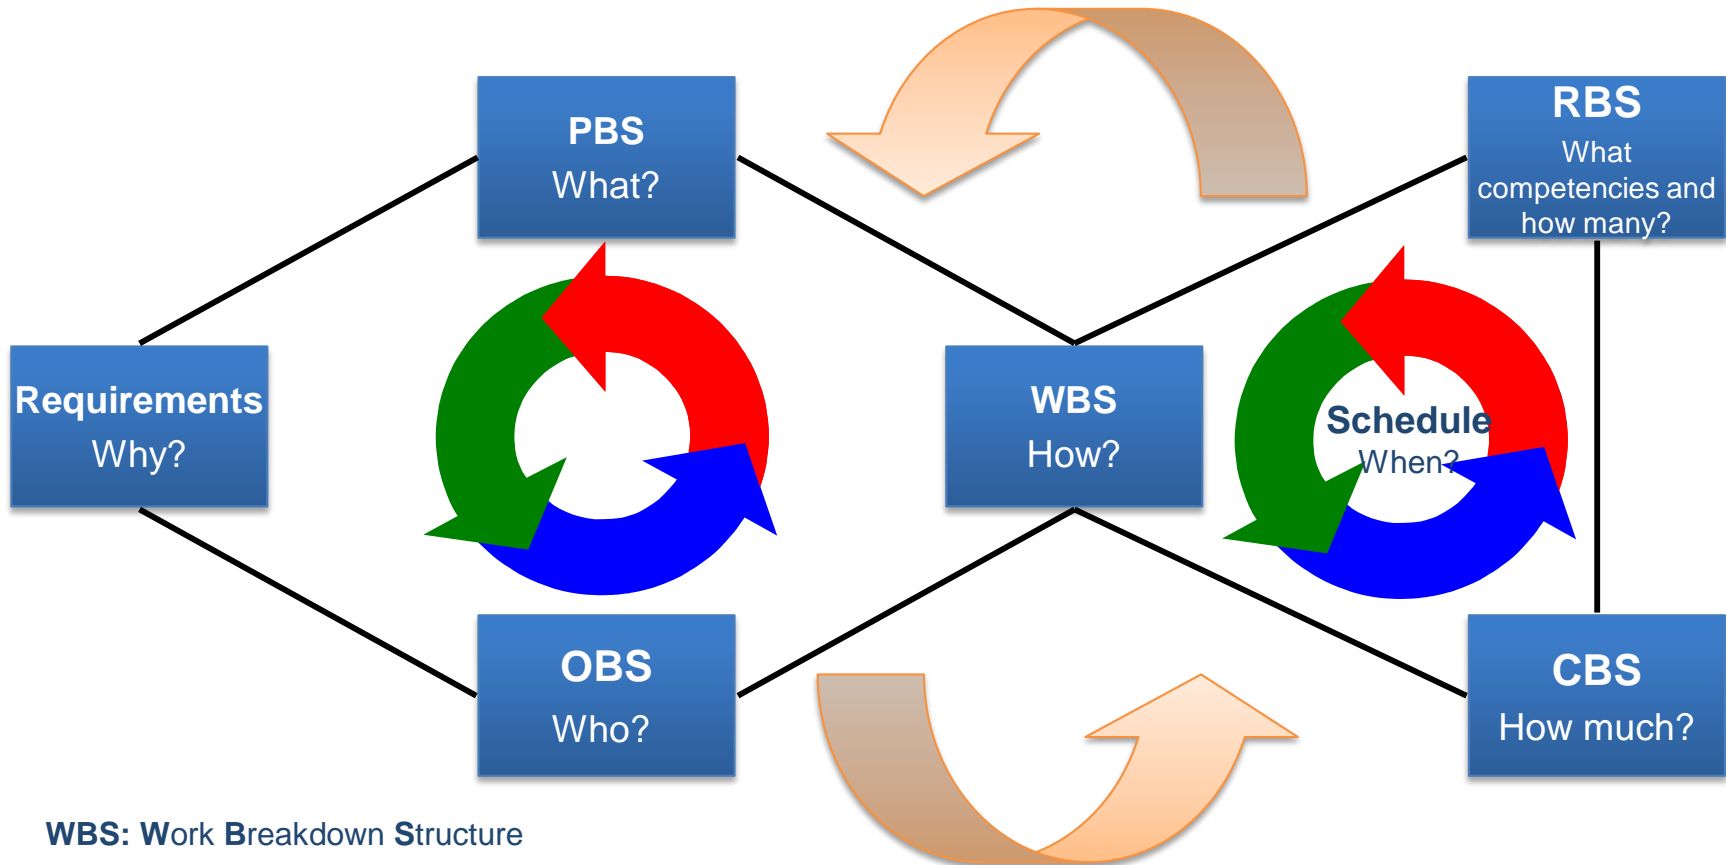 PBS
What?
RBS
What
competencies and
how many?
Requirements
Why?
WBS
How?
Schedule
When?
OBS
Who?
CBS
How much?
WBS: Work Breakdown Structure